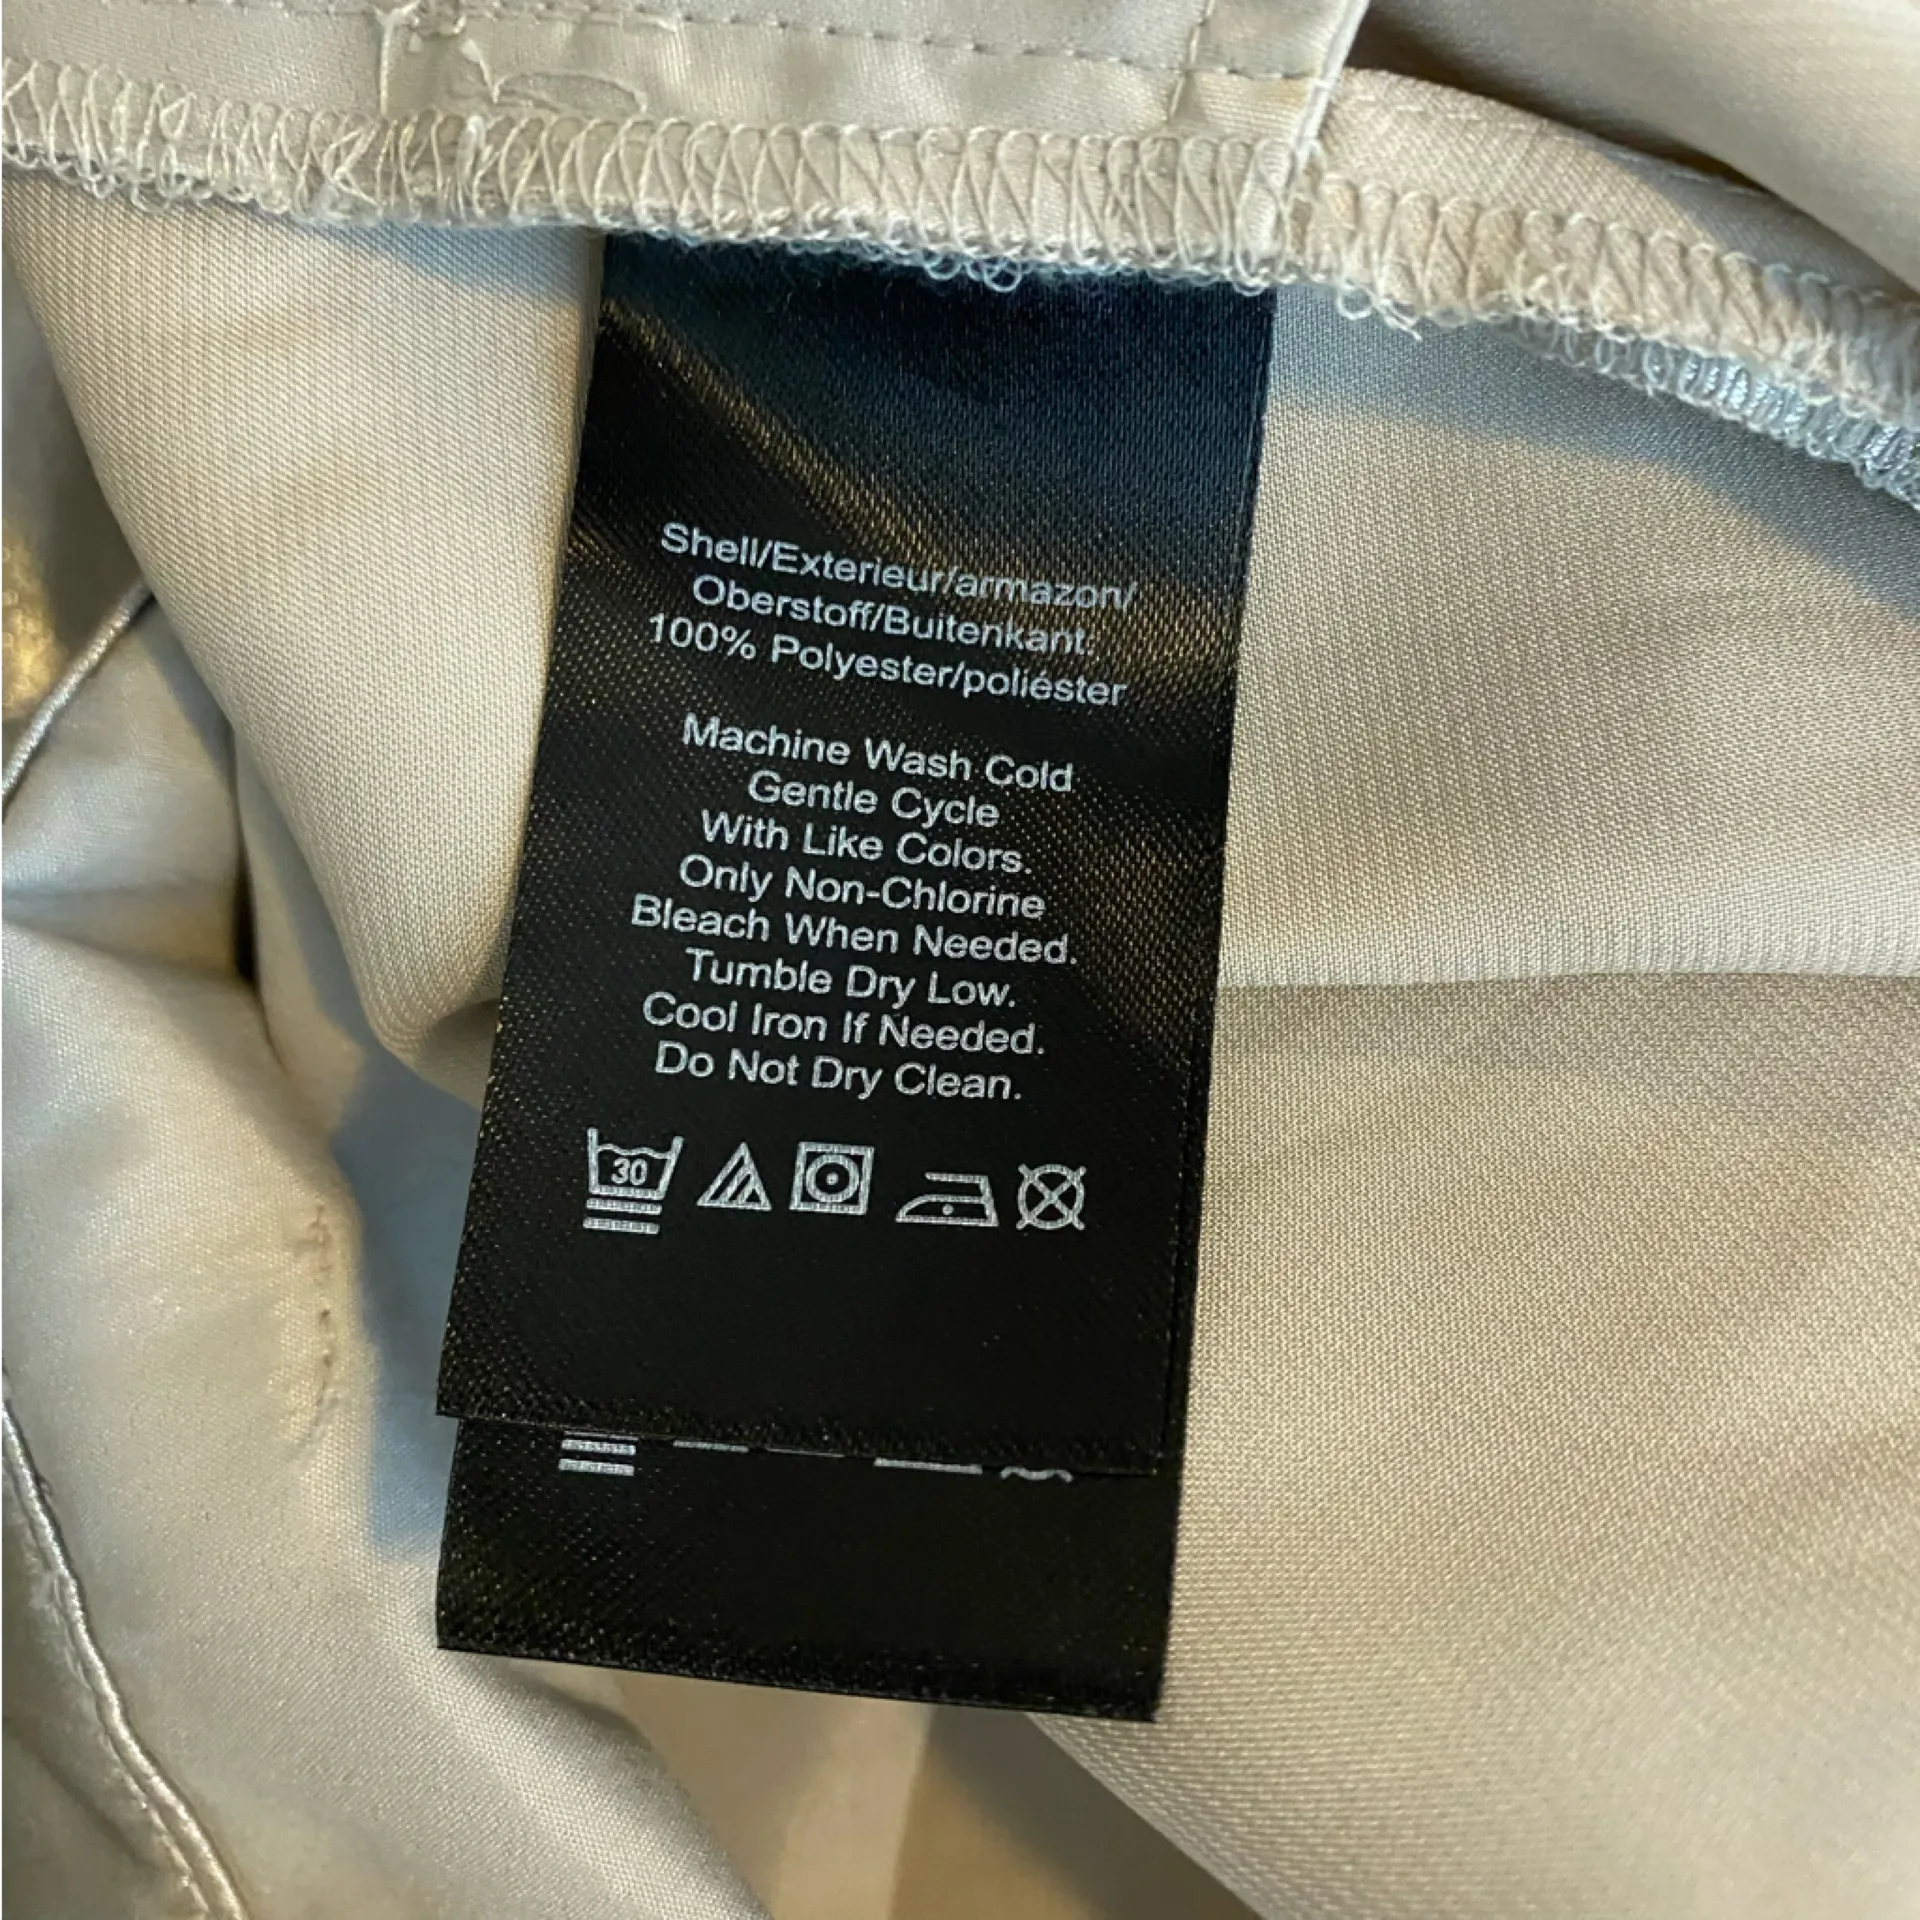 Shell/Exterieur/armazon/
Oberstoff/Buitenkant:
100% Polyester/poliéster
Machine Wash Cold
Gentle Cycle
With Like Colors.
Only Non-Chlorine
Bleach When Needed.
Tumble Dry Low.
Cool Iron If Needed.
Do Not Dry Clean.
30